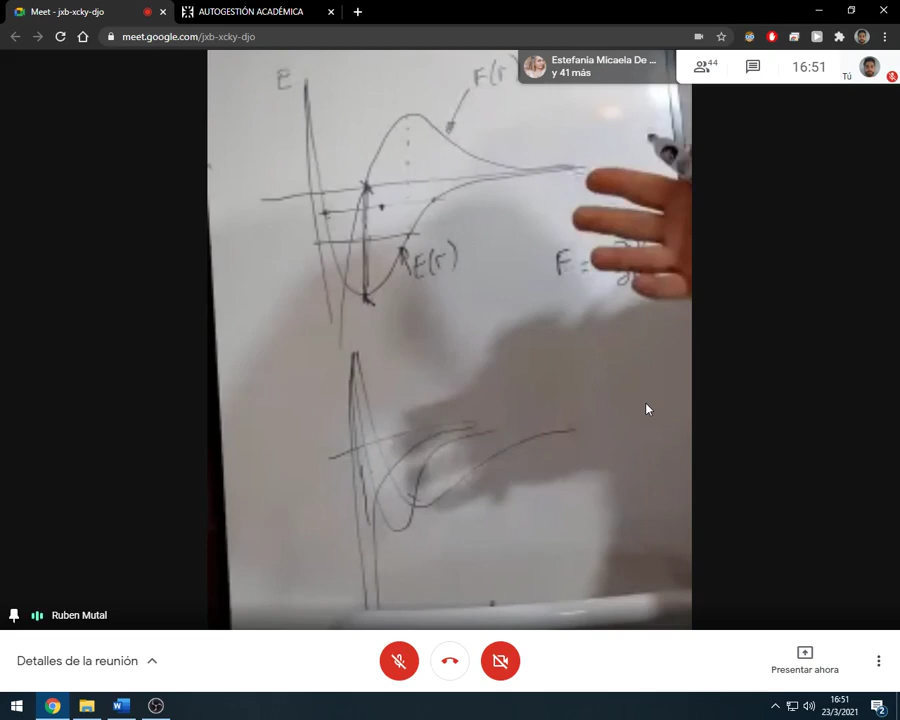 Meet - jxb-xcky-djo
AUTOGESTIÓN ACADÉMICA
meet.google.com/jxb-xcky-djo
Estefania Micaela De ...
y 41 más
44
16:51
Tú
E
F(r)
E(r)
F =
Ruben Mutal
Detalles de la reunión
Presentar ahora
16:51
23/3/2021
2